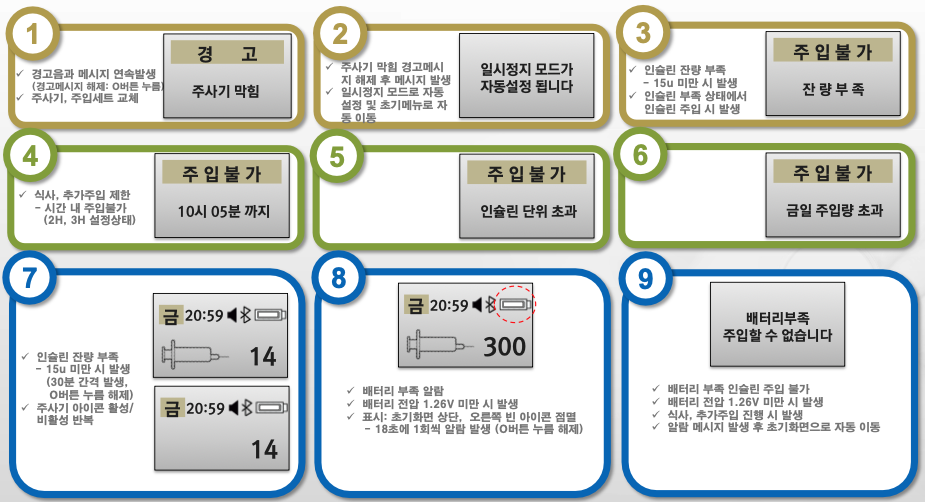 1
경 고
주사기 막힘
✓ 경고음과 메시지 연속발생
(경고메시지 해제: O버튼 누름)
✓ 주사기, 주입세트 교체
2
✓ 주사기 막힘 경고메시
지 해제 후 메시지 발생
✓ 일시정지 모드로 자동
설정 및 초기메뉴로 자
동 이동
일시정지 모드가
자동설정 됩니다
3
✓ 인슐린 잔량 부족
- 15u 미만 시 발생
✓ 인슐린 부족 상태에서
인슐린 주입 시 발생
주 입 불 가
잔 량 부 족
4
✓ 식사, 추가주입 제한
- 시간 내 주입불가
(2H, 3H 설정상태)
주 입 불 가
10시 05분 까지
5
주 입 불 가
인슐린 단위 초과
6
주 입 불 가
금일 주입량 초과
7
✓ 인슐린 잔량 부족
- 15u 미만 시 발생
(30분 간격 발생,
O버튼 누름 해제)
✓ 주사기 아이콘 활성/
비활성 반복
금 20:59
14
금 20:59
14
8
금 20:59
300
✓ 배터리 부족 알람
✓ 배터리 전압 1.26V 미만 시 발생
✓ 표시: 초기화면 상단, 오른쪽 빈 아이콘 점멸
- 18초에 1회씩 알람 발생 (O버튼 누름 해제)
9
배터리부족
주입할 수 없습니다
✓ 배터리 부족 인슐린 주입 불가
✓ 배터리 전압 1.26V 미만 시 발생
✓ 식사, 추가주입 진행 시 발생
✓ 알람 메시지 발생 후 초기화면으로 자동 이동